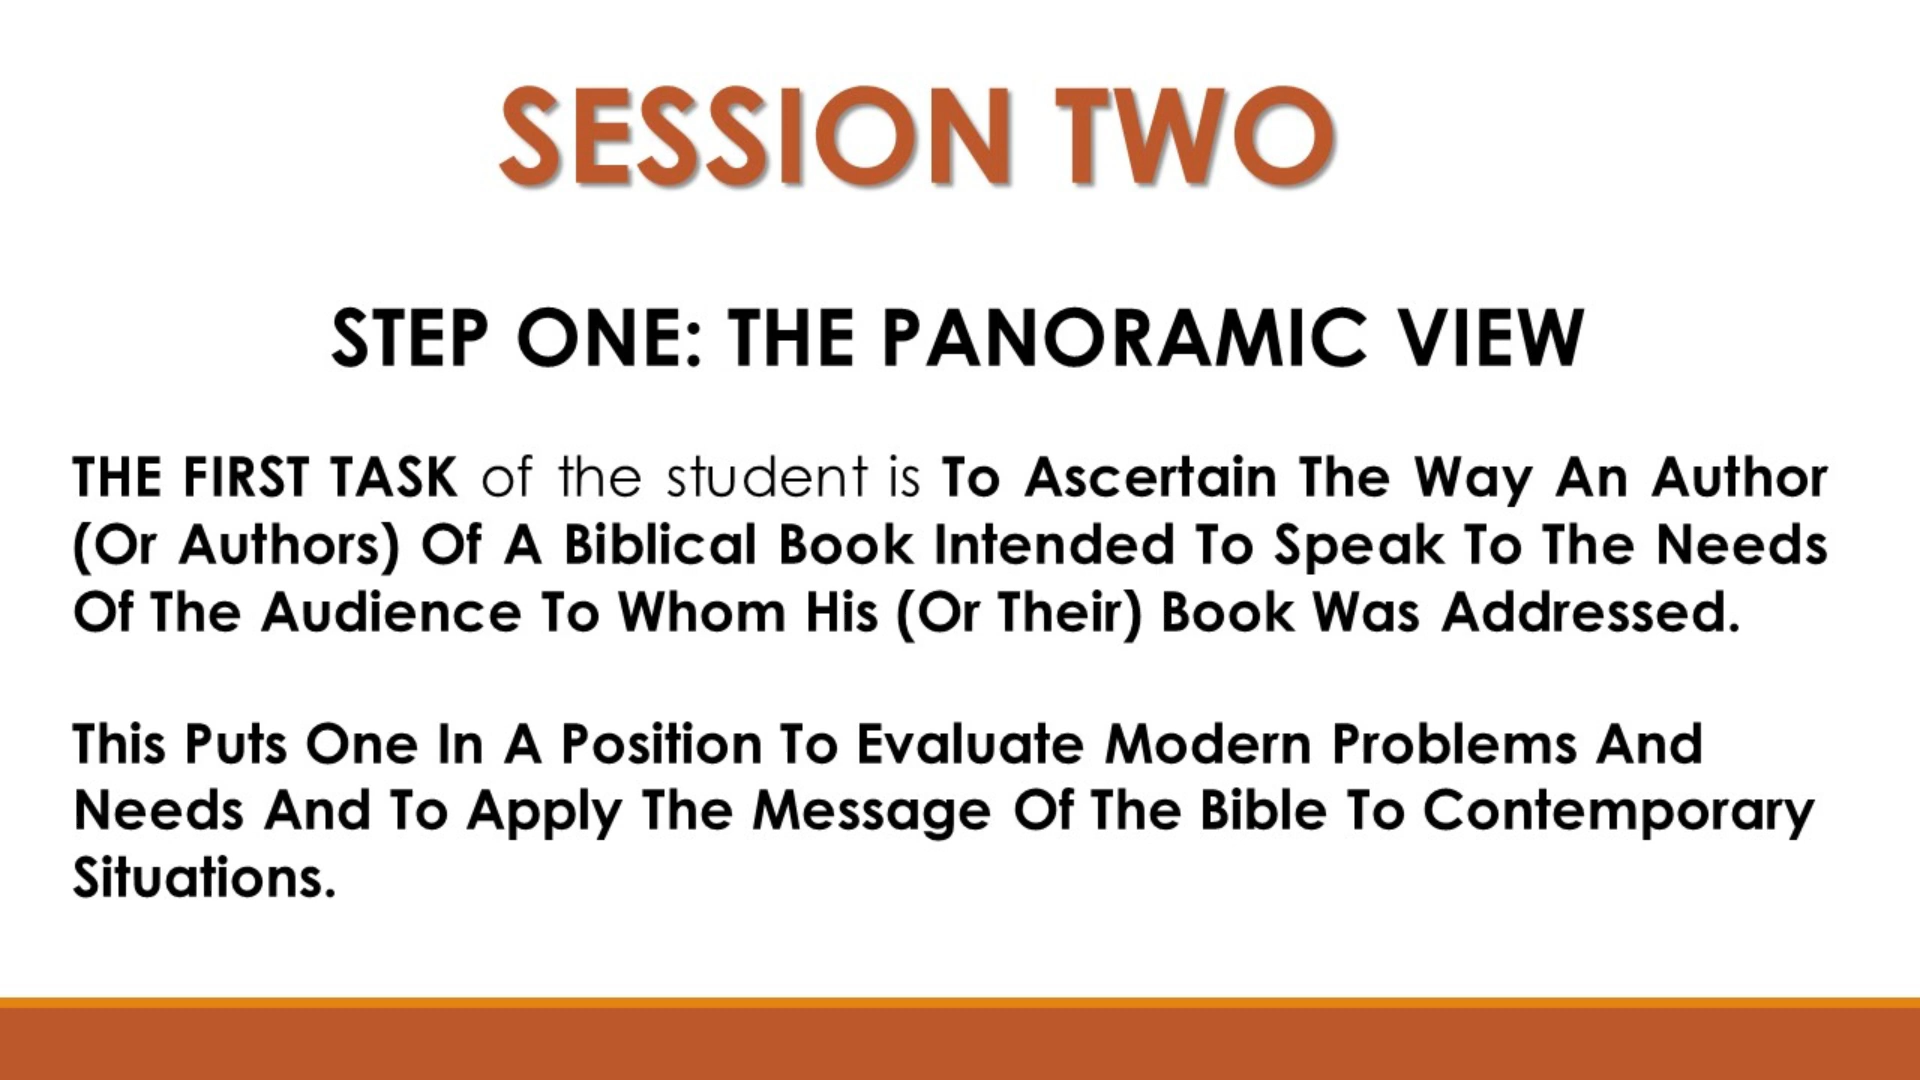 SESSION TWO
STEP ONE: THE PANORAMIC VIEW
THE FIRST TASK of the student is To Ascertain The Way An Author
(Or Authors) Of A Biblical Book Intended To Speak To The Needs
Of The Audience To Whom His (Or Their) Book Was Addressed.
This Puts One In A Position To Evaluate Modern Problems And
Needs And To Apply The Message Of The Bible To Contemporary
Situations.